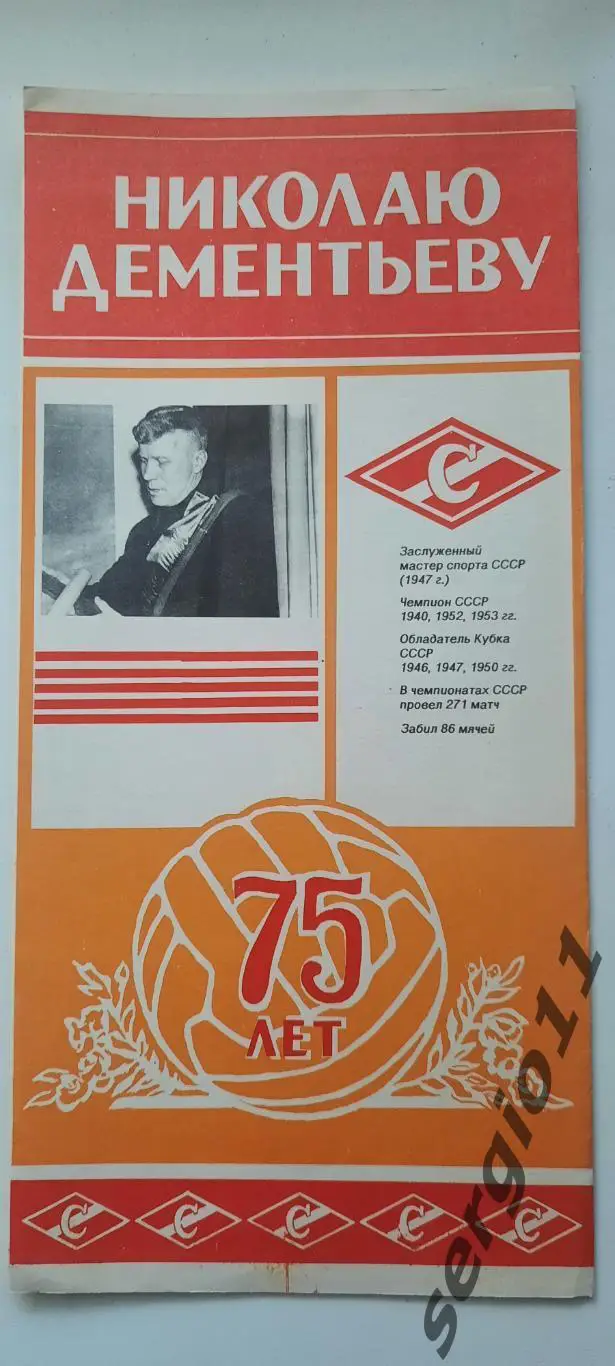 НИКОЛАЮ
ДЕМЕНТЬЕВУ
С
Заслуженный
мастер спорта СССР
(1947 г.)
Чемпион СССР
1940, 1952, 1953 гг.
Обладатель Кубка
СССР
1946, 1947, 1950 гг.
В чемпионатах СССР
провел 271 матч
Забил 86 мячей
75
ЛЕТ
С С С С С
sergio11